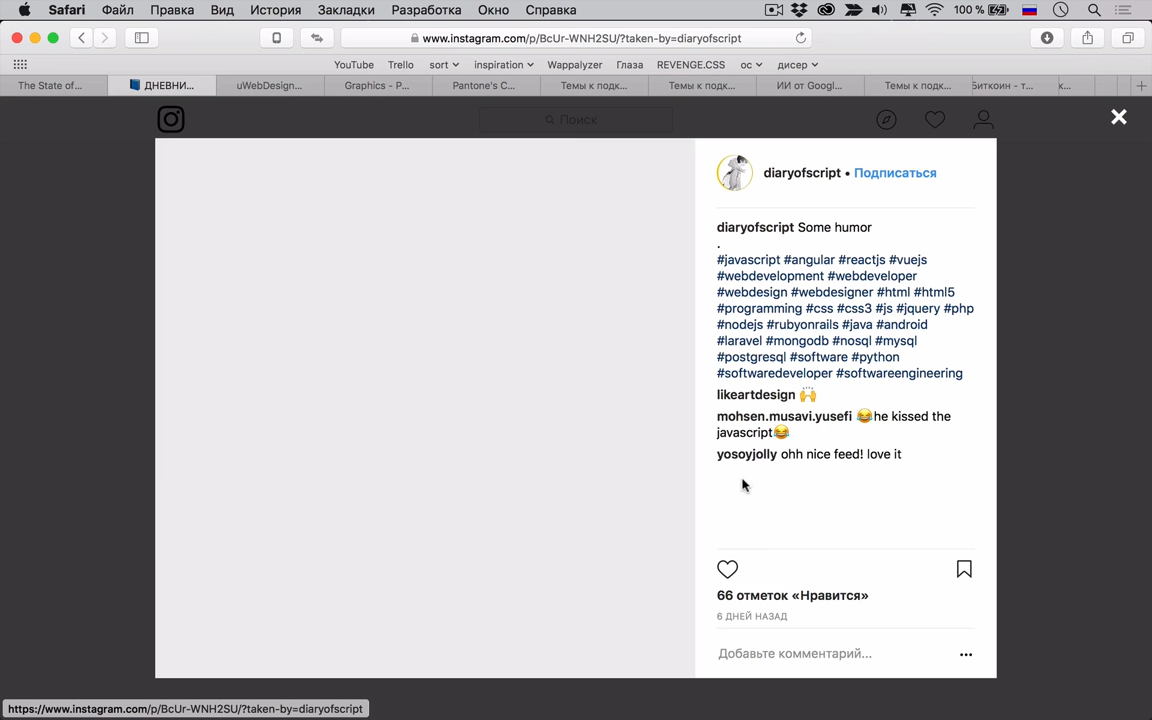 Safari Файл Правка Вид История Закладки Разработка Окно Справка 100 %
www.instagram.com/p/BcUr-WNH2SU/?taken-by=diaryofscript
YouTube Trello sort inspiration Wappalyzer Глаза REVENGE.CSS ос дисер
The State of... ДНЕВНИ... uWebDesign... Graphics - P... Pantone's C... Темы к подк... Темы к подк... ИИ от Googl... Темы к подк... Биткоин - т... к...
Поиск
diaryofscript • Подписаться
diaryofscript Some humor
.
#javascript #angular #reactjs #vuejs
#webdevelopment #webdeveloper
#webdesign #webdesigner #html #html5
#programming #css #css3 #js #jquery #php
#nodejs #rubyonrails #java #android
#laravel #mongodb #nosql #mysql
#postgresql #software #python
#softwaredeveloper #softwareengineering
likeartdesign 🙌
mohsen.musavi.yusefi 😂he kissed the
javascript😂
yosoyjolly ohh nice feed! love it
66 отметок «Нравится»
6 ДНЕЙ НАЗАД
Добавьте комментарий...
https://www.instagram.com/p/BcUr-WNH2SU/?taken-by=diaryofscript